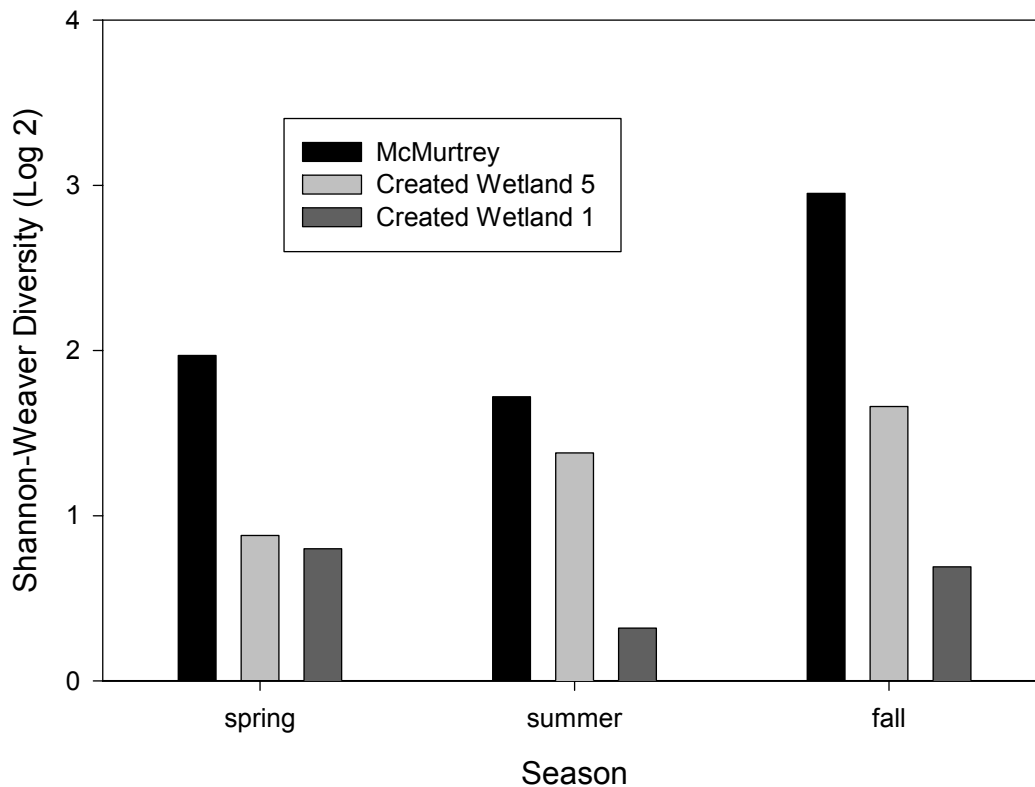 Shannon-Weaver Diversity (Log 2)
4
3
2
1
0
McMurtrey
Created Wetland 5
Created Wetland 1
spring
summer
fall
Season